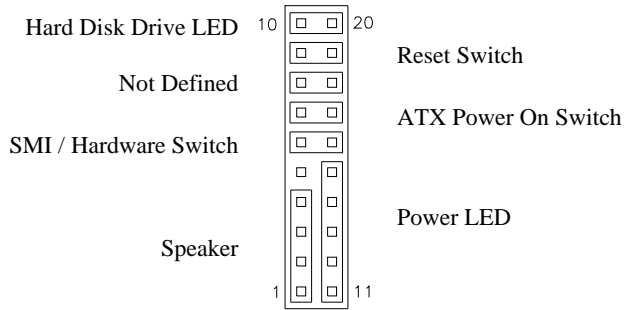 Hard Disk Drive LED 10 20
Reset Switch
Not Defined
ATX Power On Switch
SMI / Hardware Switch
Power LED
Speaker
1 11